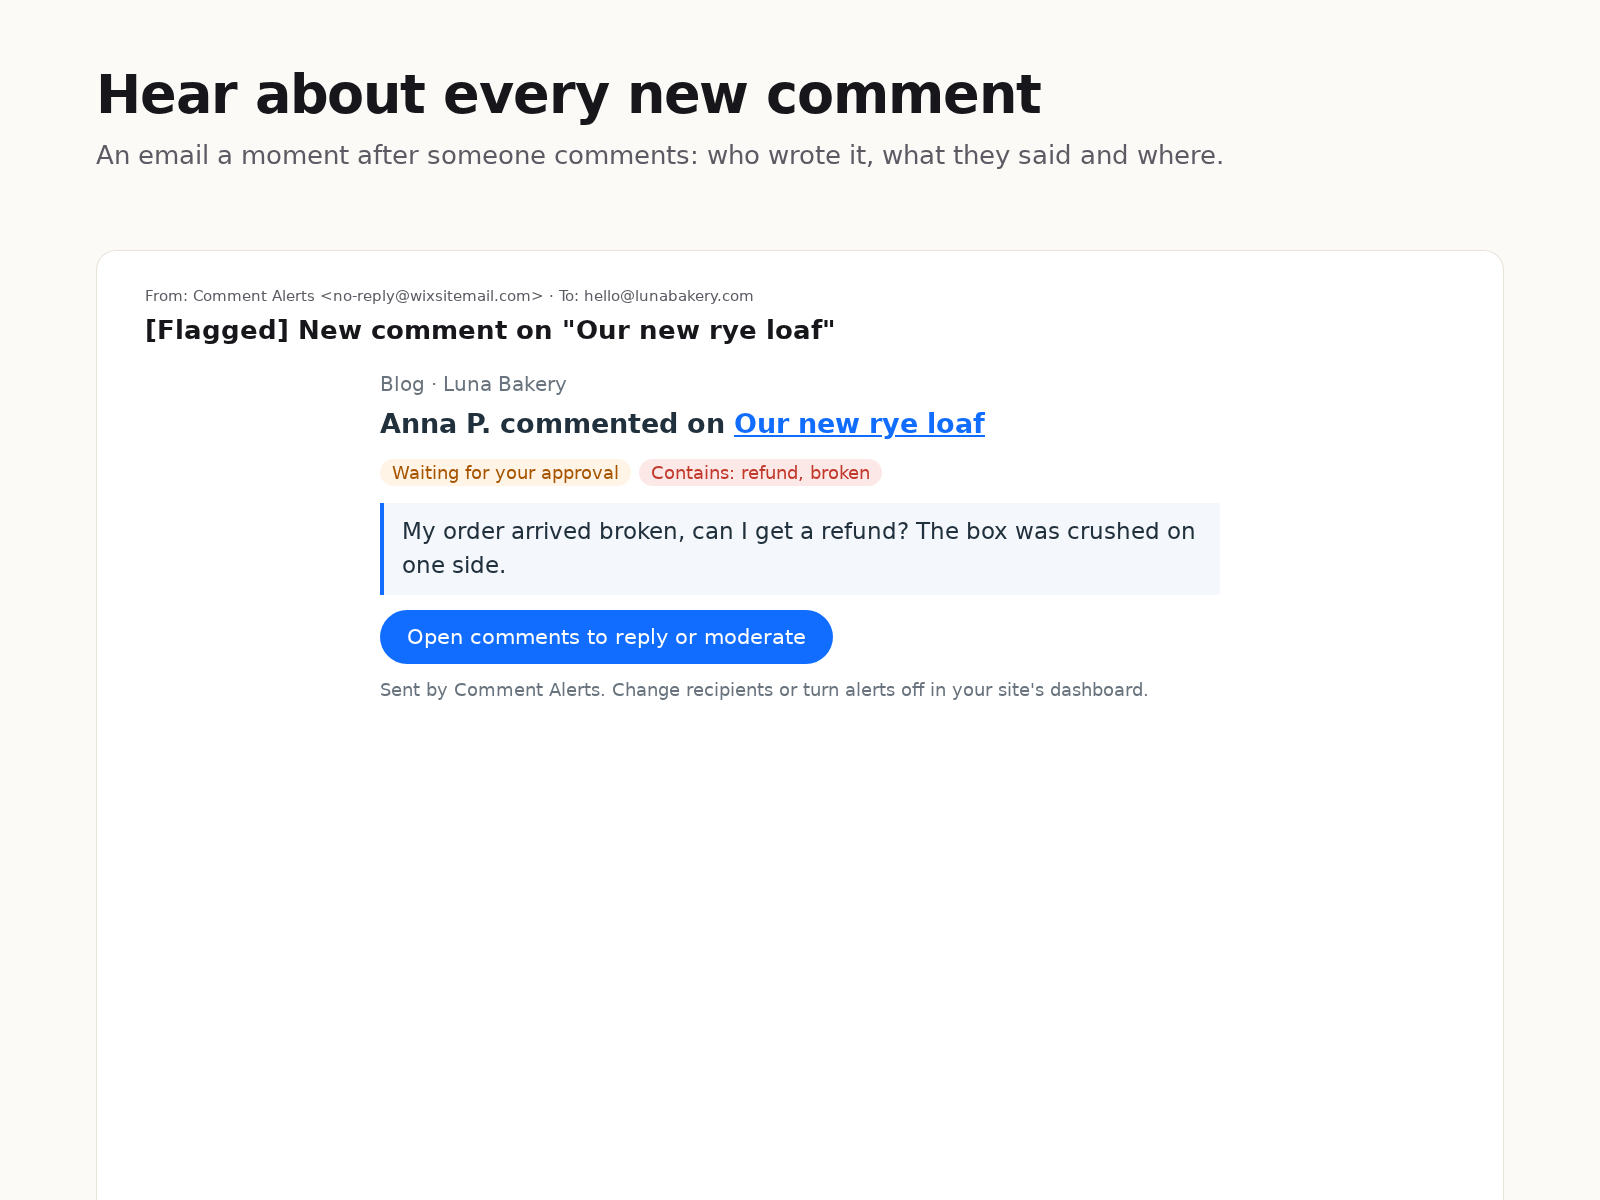 Hear about every new comment
An email a moment after someone comments: who wrote it, what they said and where.
From: Comment Alerts <no-reply@wixsitemail.com> · To: hello@lunabakery.com
[Flagged] New comment on "Our new rye loaf"
Blog · Luna Bakery
Anna P. commented on Our new rye loaf
Waiting for your approval Contains: refund, broken
My order arrived broken, can I get a refund? The box was crushed on
one side.
Open comments to reply or moderate
Sent by Comment Alerts. Change recipients or turn alerts off in your site's dashboard.